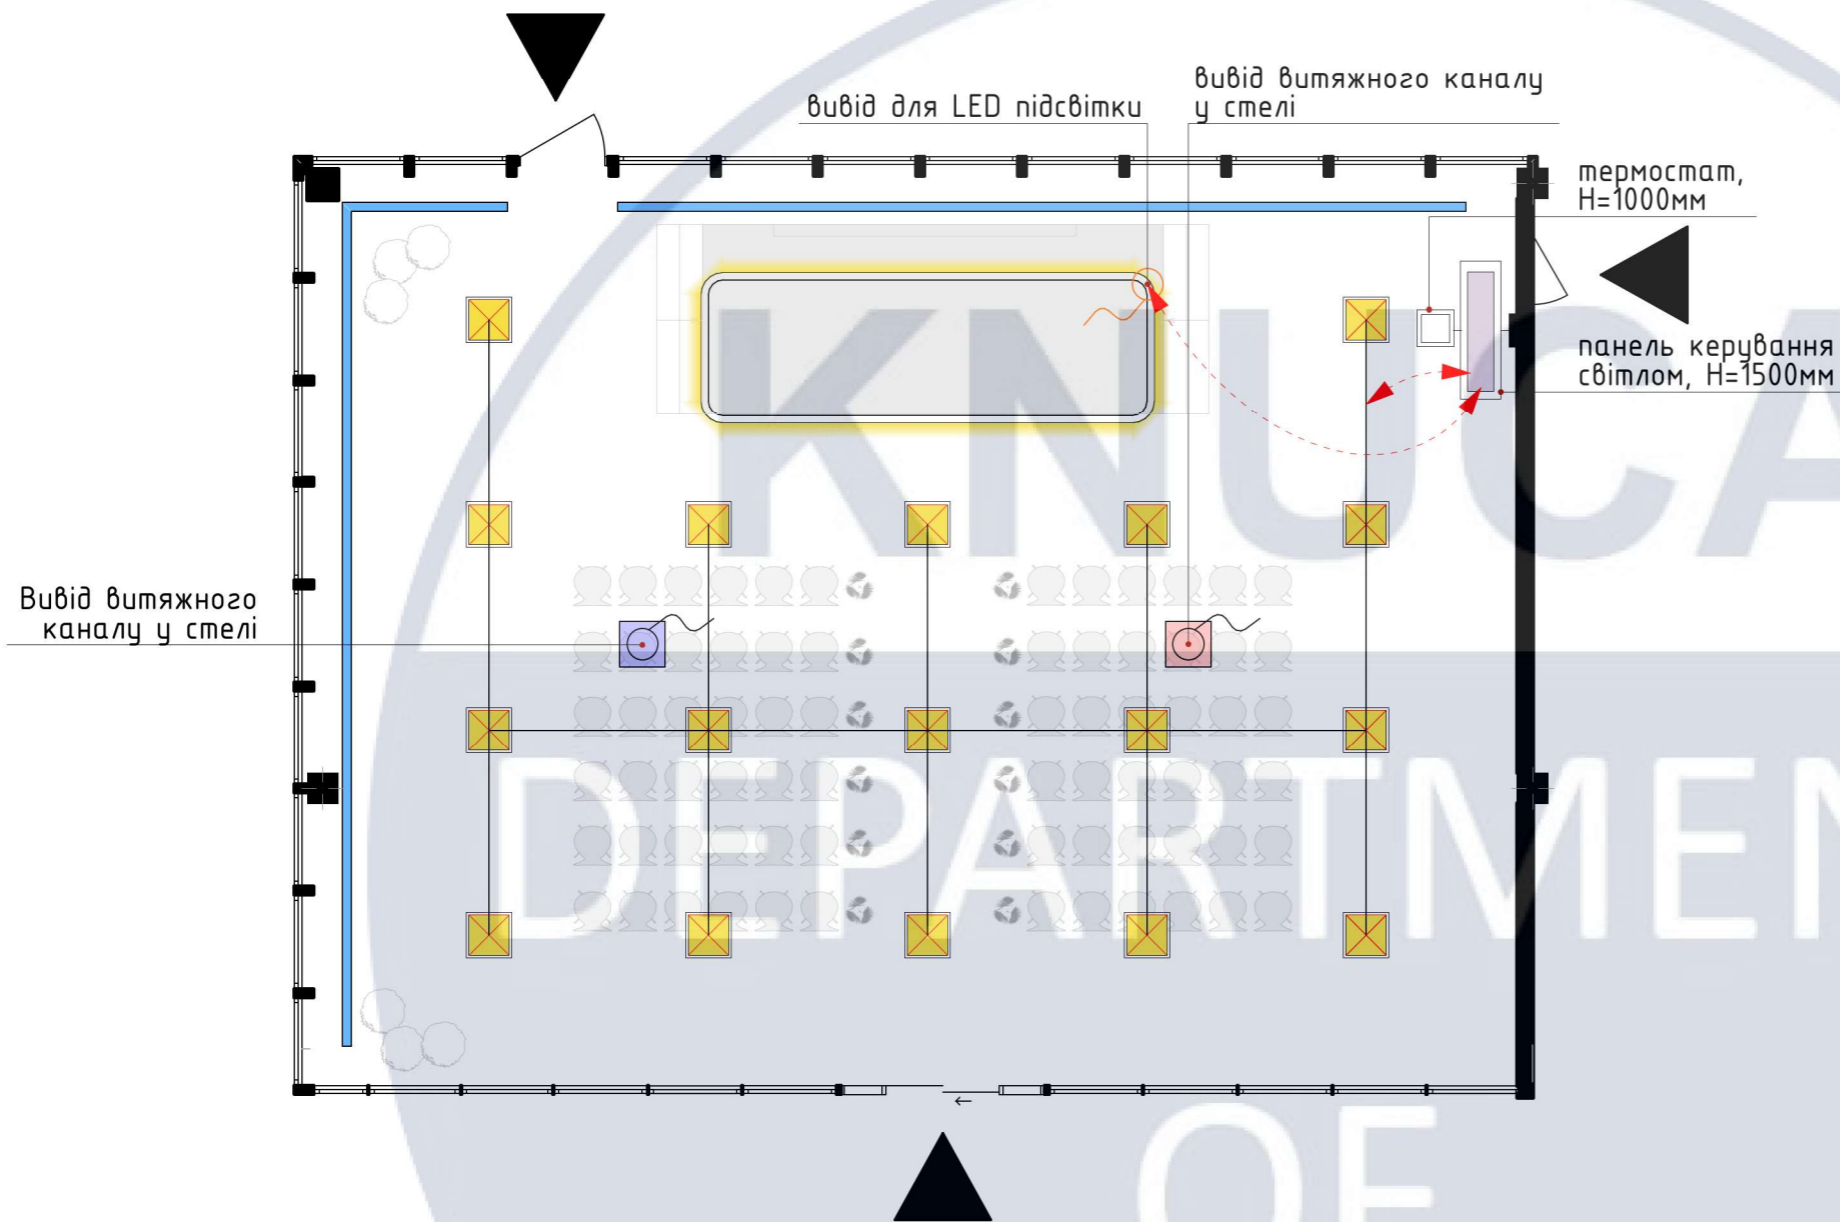 вивід витяжного каналу
у стелі
вивід для LED підсвітки
термостат,
H=1000мм
панель керування
світлом, H=1500мм
Вивід витяжного
каналу у стелі
KNUCA
DEPARTMEN
OF